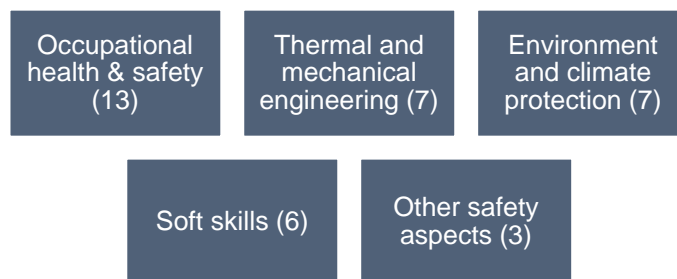 Occupational
health & safety
(13)
Thermal and
mechanical
engineering (7)
Environment
and climate
protection (7)
Soft skills (6)
Other safety
aspects (3)